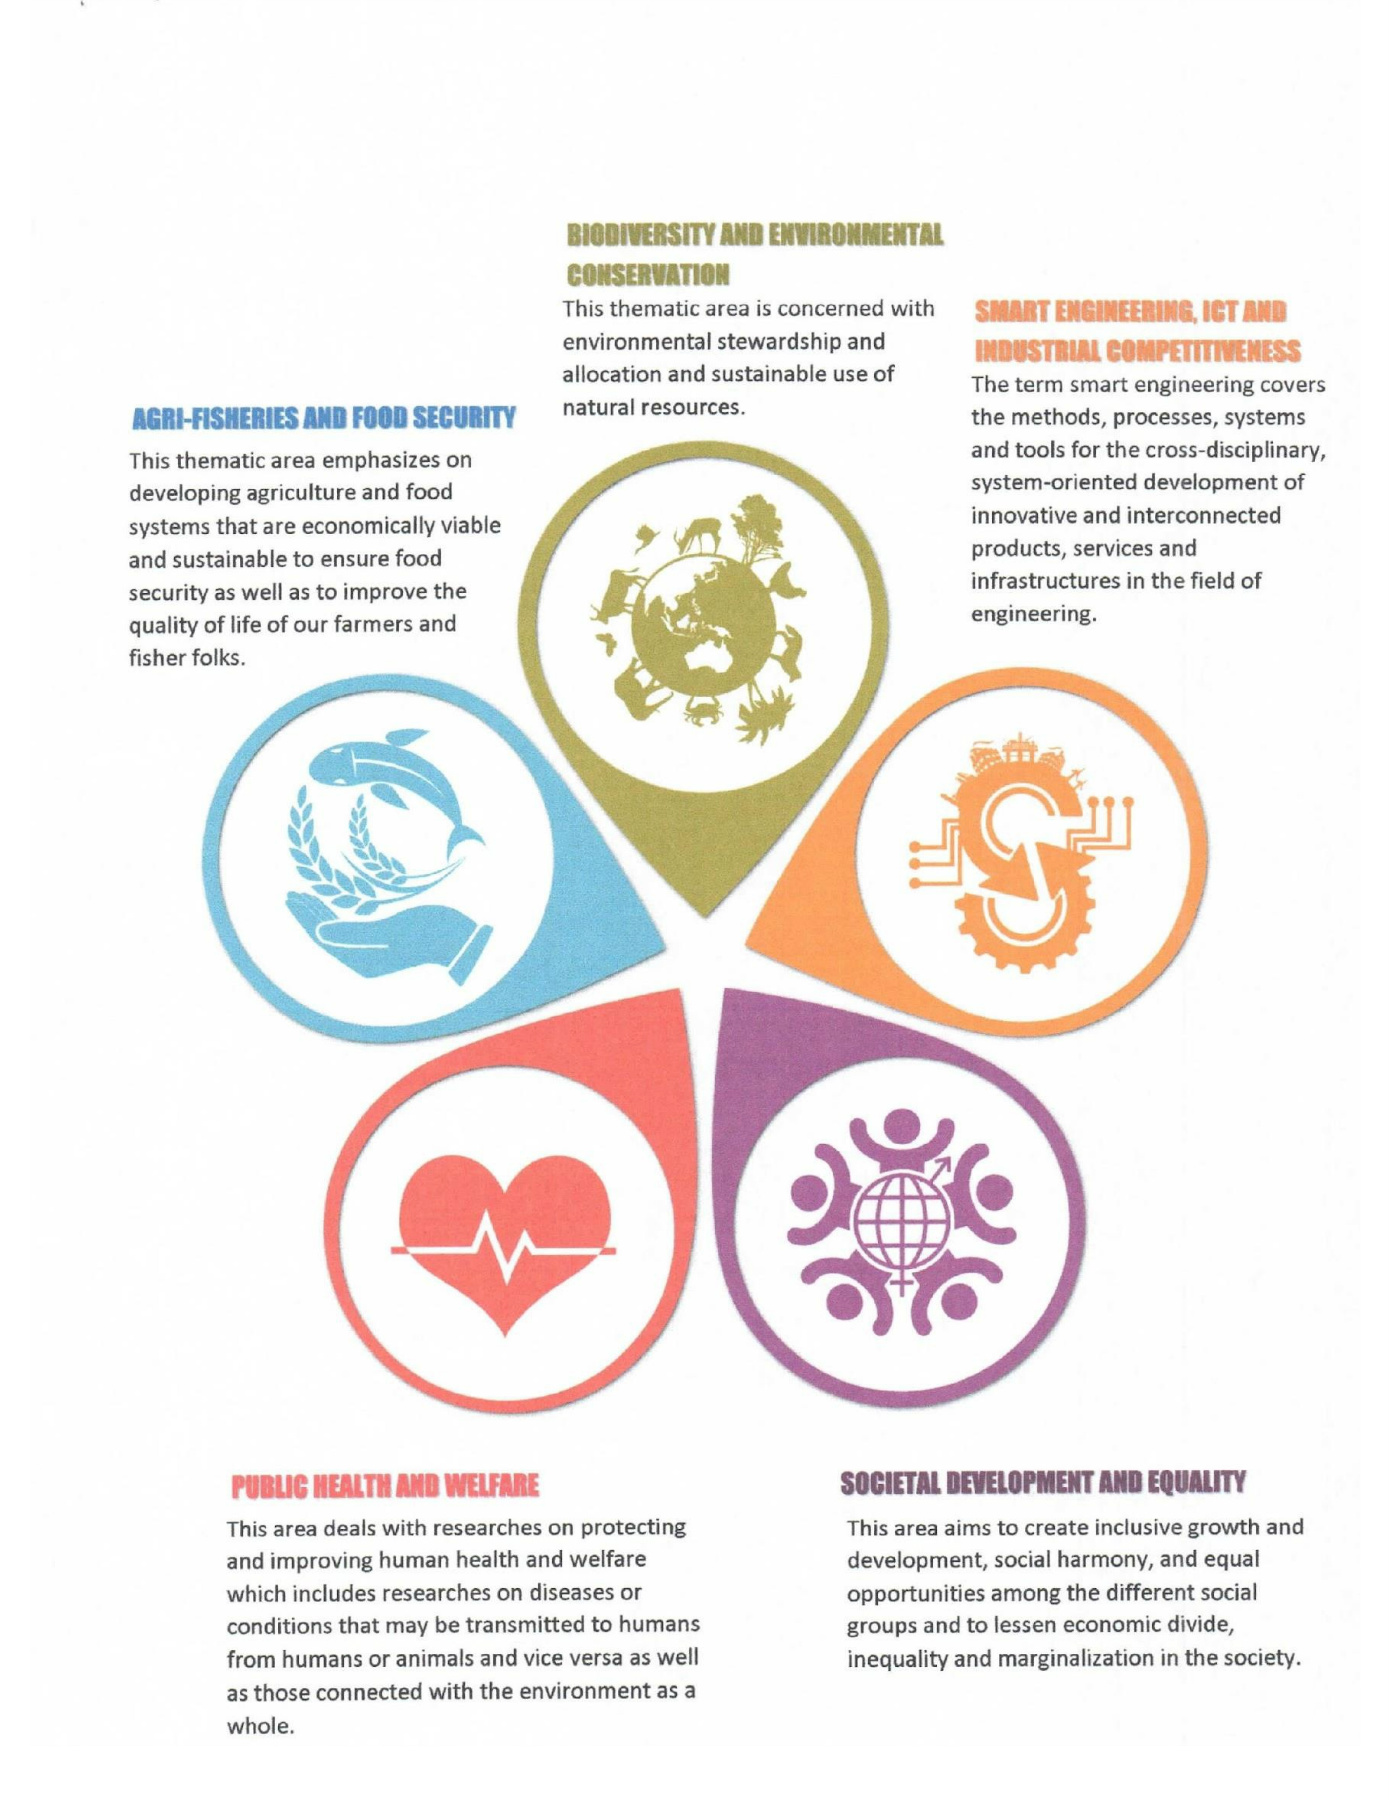 BIODIVERSITY AND ENVIRONMENTAL
CONSERVATION
This thematic area is concerned with
environmental stewardship and
allocation and sustainable use of
natural resources.
SMART ENGINEERING, ICT AND
INDUSTRIAL COMPETITIVENESS
The term smart engineering covers
the methods, processes, systems
and tools for the cross-disciplinary,
system-oriented development of
innovative and interconnected
products, services and
infrastructures in the field of
engineering.
AGRI-FISHERIES AND FOOD SECURITY
This thematic area emphasizes on
developing agriculture and food
systems that are economically viable
and sustainable to ensure food
security as well as to improve the
quality of life of our farmers and
fisher folks.
PUBLIC HEALTH AND WELFARE
This area deals with researches on protecting
and improving human health and welfare
which includes researches on diseases or
conditions that may be transmitted to humans
from humans or animals and vice versa as well
as those connected with the environment as a
whole.
SOCIETAL DEVELOPMENT AND EQUALITY
This area aims to create inclusive growth and
development, social harmony, and equal
opportunities among the different social
groups and to lessen economic divide,
inequality and marginalization in the society.